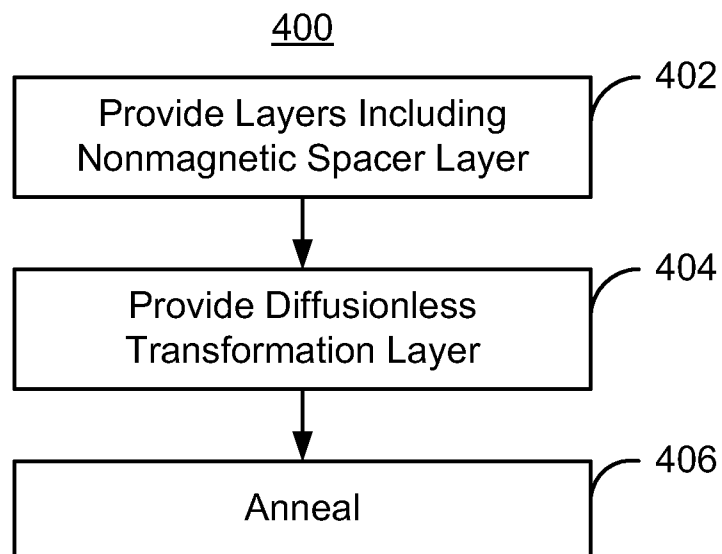 400
402
Provide Layers Including
Nonmagnetic Spacer Layer
404
Provide Diffusionless
Transformation Layer
406
Anneal